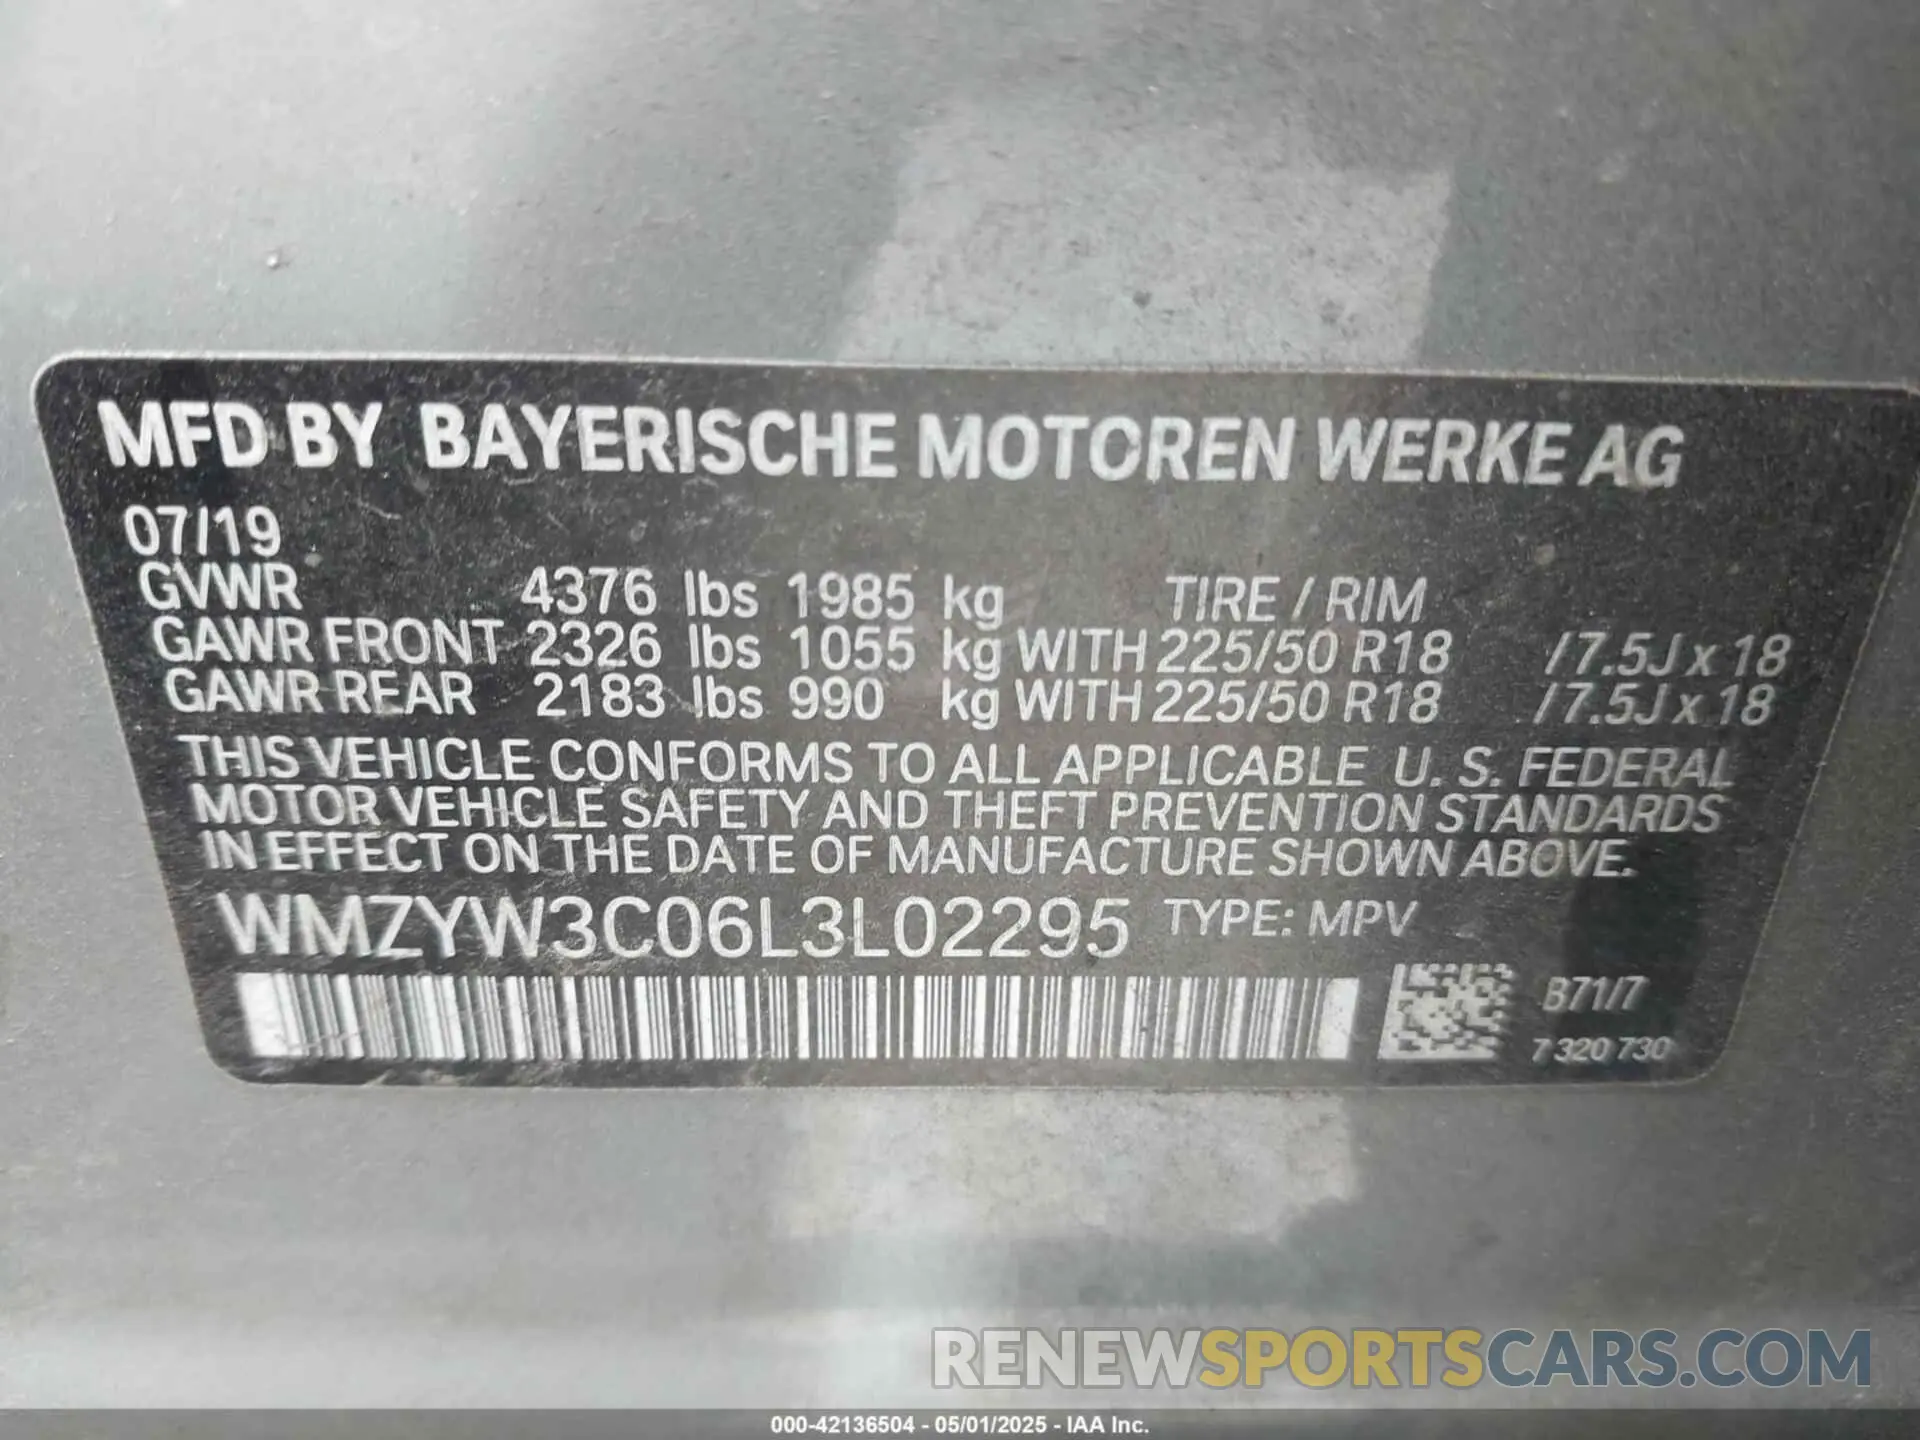 MFD BY BAYERISCHE MOTOREN WERKE AG
07/19
GVWR 4376 lbs 1985 kg TIRE / RIM
GAWR FRONT 2326 lbs 1055 kg WITH 225/50 R18 /7.5J x 18
GAWR REAR 2183 lbs 990 kg WITH 225/50 R18 /7.5J x 18
THIS VEHICLE CONFORMS TO ALL APPLICABLE U. S. FEDERAL
MOTOR VEHICLE SAFETY AND THEFT PREVENTION STANDARDS
IN EFFECT ON THE DATE OF MANUFACTURE SHOWN ABOVE.
WMZYW3C06L3L02295 TYPE: MPV
B71/7
7 320 730
RENEWSPORTSCARS.COM
000-42136504 - 05/01/2025 - IAA Inc.